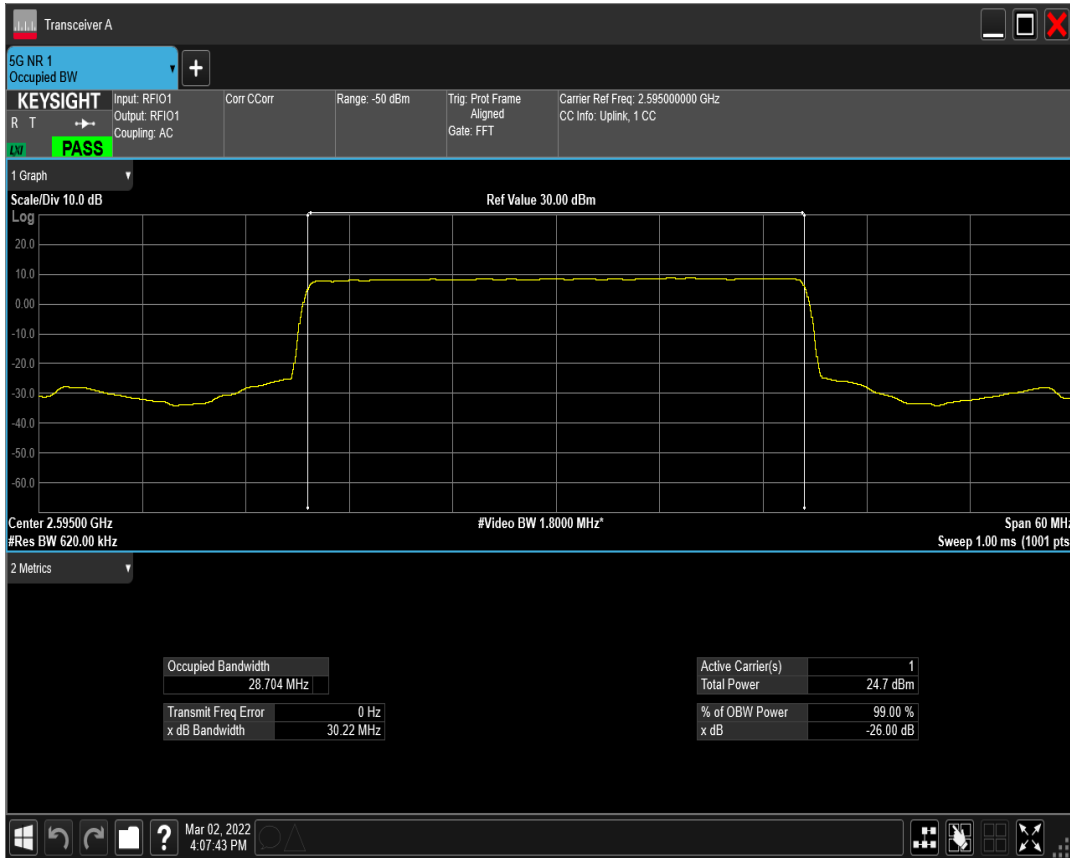 Transceiver A
5G NR 1
Occupied BW
KEYSIGHT
R T
LXI
PASS
Input: RFIO1
Output: RFIO1
Coupling: AC
Corr CCorr
Range: -50 dBm
Trig: Prot Frame
Aligned
Gate: FFT
Carrier Ref Freq: 2.595000000 GHz
CC Info: Uplink, 1 CC
1 Graph
Scale/Div 10.0 dB
Ref Value 30.00 dBm
Log
20.0
10.0
0.00
-10.0
-20.0
-30.0
-40.0
-50.0
-60.0
Center 2.59500 GHz
#Video BW 1.8000 MHz*
Span 60 MHz
#Res BW 620.00 kHz
Sweep 1.00 ms (1001 pts
2 Metrics
Occupied Bandwidth
28.704 MHz
Transmit Freq Error 0 Hz
x dB Bandwidth 30.22 MHz
Active Carrier(s) 1
Total Power 24.7 dBm
% of OBW Power 99.00 %
x dB -26.00 dB
?
Mar 02, 2022
4:07:43 PM